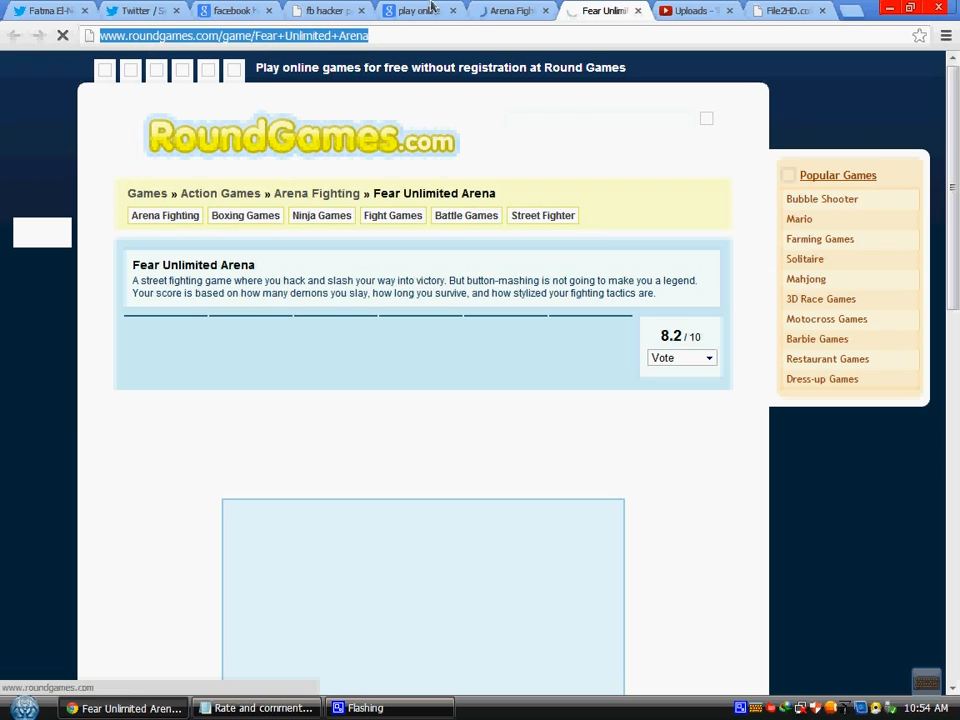 Fatma El-N
Twitter / S
facebook h
fb hacker p
play online
Arena Figh
Fear Unlimi
Uploads -
File2HD.co
www.roundgames.com/game/Fear+Unlimited+Arena
Play online games for free without registration at Round Games
RoundGames.com
Games » Action Games » Arena Fighting » Fear Unlimited Arena
Arena Fighting Boxing Games Ninja Games Fight Games Battle Games Street Fighter
Fear Unlimited Arena
A street fighting game where you hack and slash your way into victory. But button-mashing is not going to make you a legend.
Your score is based on how many demons you slay, how long you survive, and how stylized your fighting tactics are.
8.2 / 10
Vote
Popular Games
Bubble Shooter
Mario
Farming Games
Solitaire
Mahjong
3D Race Games
Motocross Games
Barbie Games
Restaurant Games
Dress-up Games
www.roundgames.com
Fear Unlimited Aren...
Rate and comment...
Flashing
10:54 AM